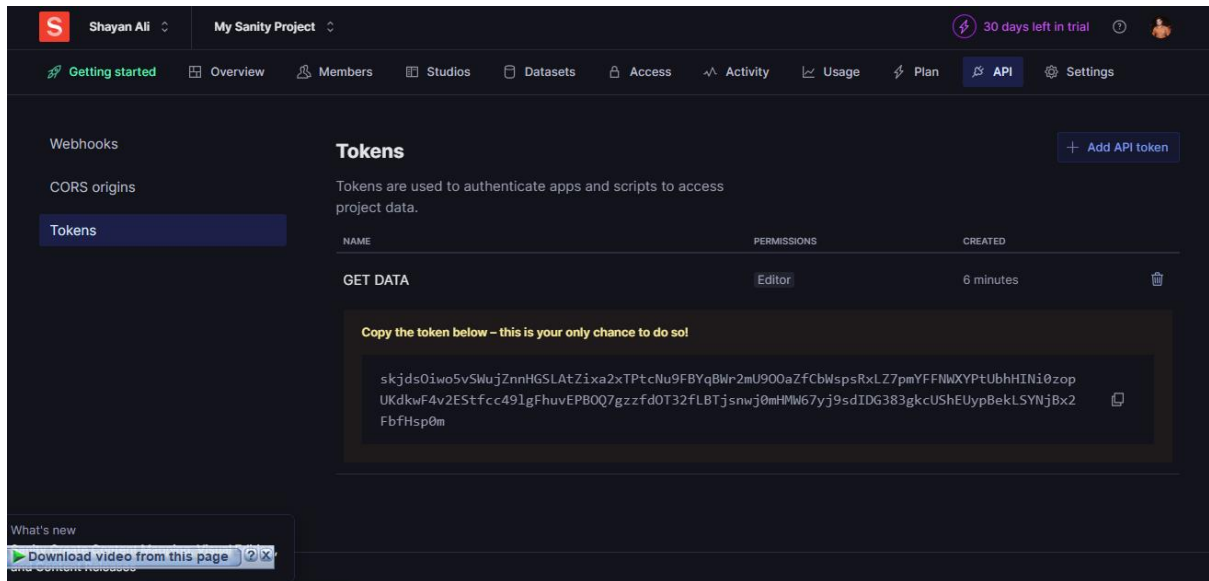 S Shayan Ali My Sanity Project 30 days left in trial ?
Getting started Overview Members Studios Datasets Access Activity Usage Plan API Settings
Webhooks
CORS origins
Tokens
Tokens
+ Add API token
Tokens are used to authenticate apps and scripts to access
project data.
NAME PERMISSIONS CREATED
GET DATA Editor 6 minutes
Copy the token below – this is your only chance to do so!
skjdsOiwo5vSWujZnnHGSLAtZixa2xTPtcNu9FBYqBWr2mU9OOaZfCbWspsRxLZ7pmYFFNWXYPtUbhHINi0zop
UKdkwF4v2EStfcc49lgFhuvEPBOQ7gzzfdOT32fLBTjsnwj0mHMW67yj9sdIDG383gkcUShEUypBekLSYNjBx2
FbfHsp0m
What's new
Download video from this page ? X
and Content Releases